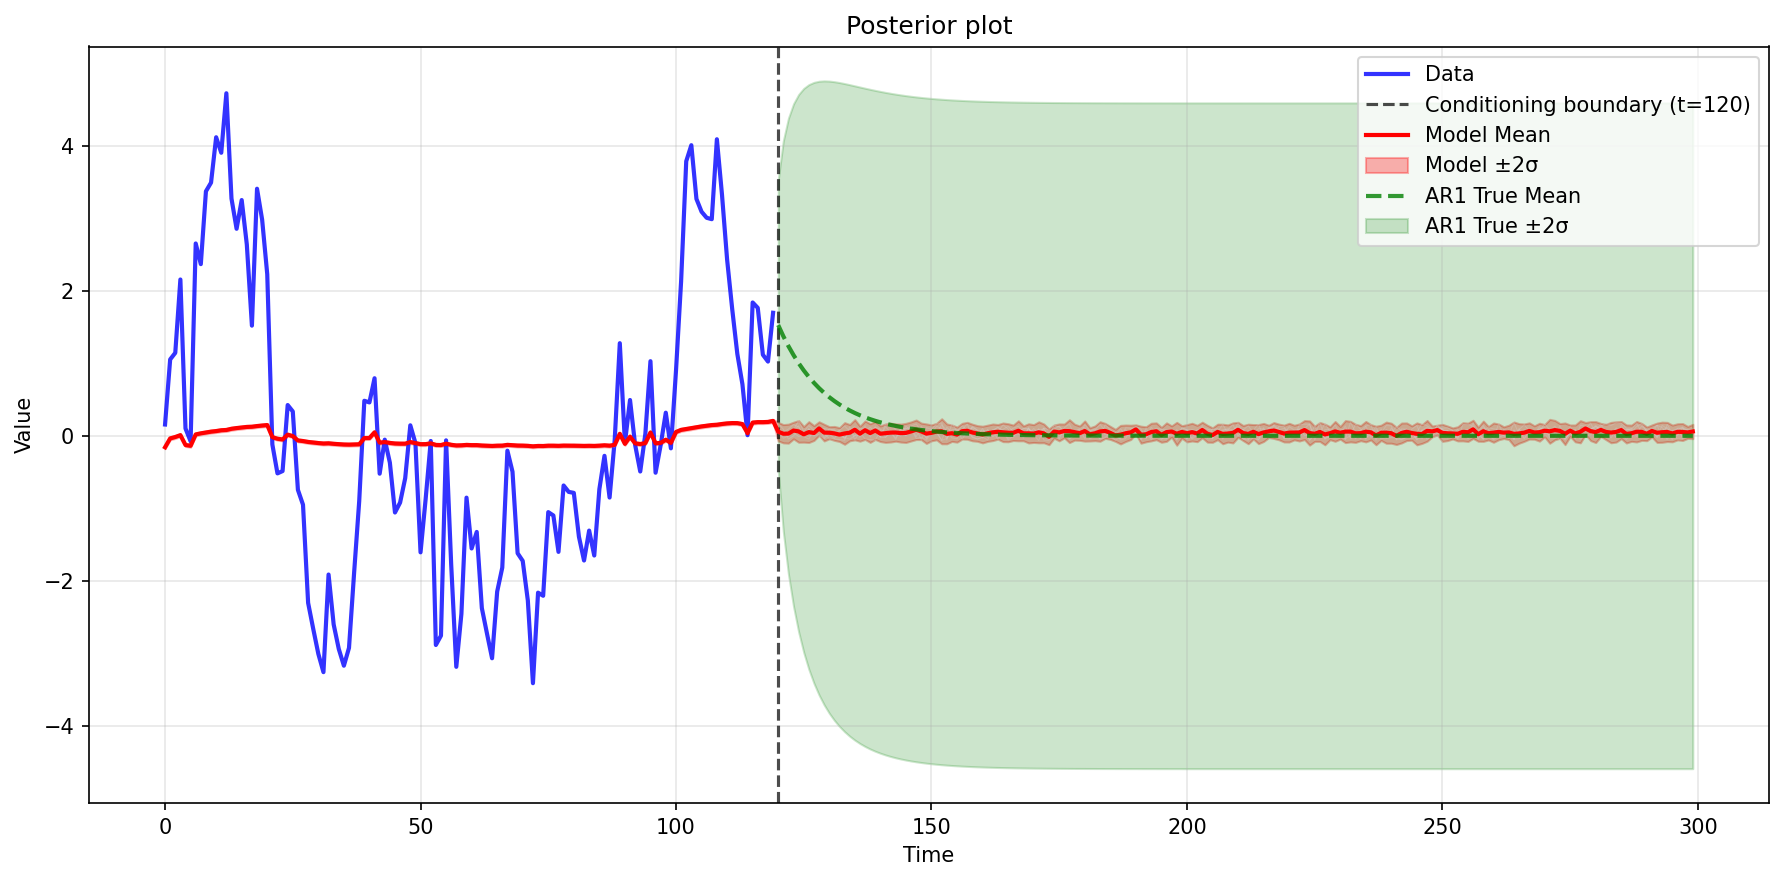 Posterior plot
Data
Conditioning boundary (t=120)
Model Mean
Model ±2σ
AR1 True Mean
AR1 True ±2σ
Value
4
2
0
−2
−4
0 50 100 150 200 250 300
Time